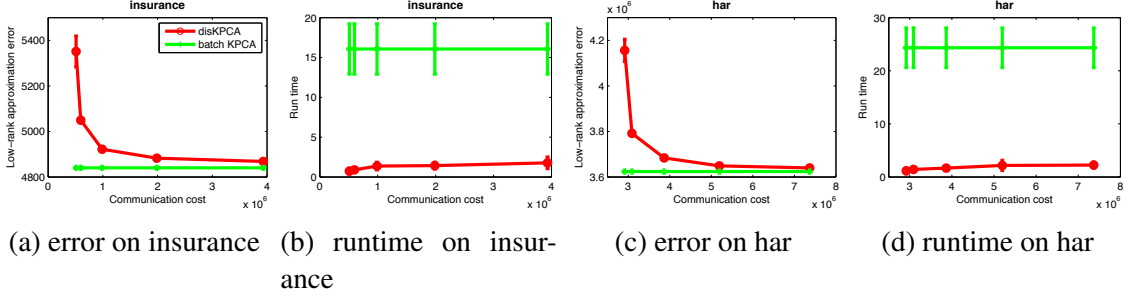 insurance
Low-rank approximation error
5400
5200
5000
4800
0
1
2
3
4
x 10^6
Communication cost
disKPCA
batch KPCA
insurance
Run time
20
15
10
5
0
0
1
2
3
4
x 10^6
Communication cost
har
x 10^6
Low-rank approximation error
4.2
4
3.8
3.6
3
4
5
6
7
8
x 10^6
Communication cost
har
Run time
30
20
10
0
3
4
5
6
7
8
x 10^6
Communication cost
(a) error on insurance
(b) runtime on insur-
ance
(c) error on har
(d) runtime on har